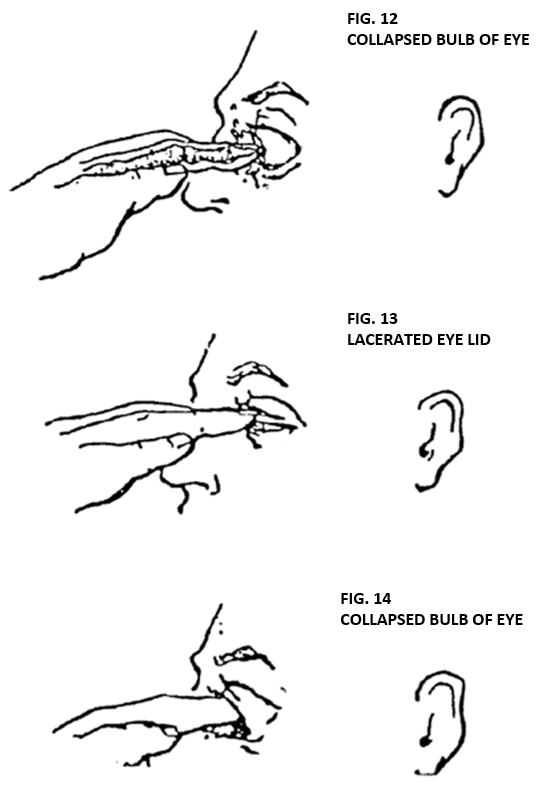 FIG. 12
COLLAPSED BULB OF EYE
FIG. 13
LACERATED EYE LID
FIG. 14
COLLAPSED BULB OF EYE